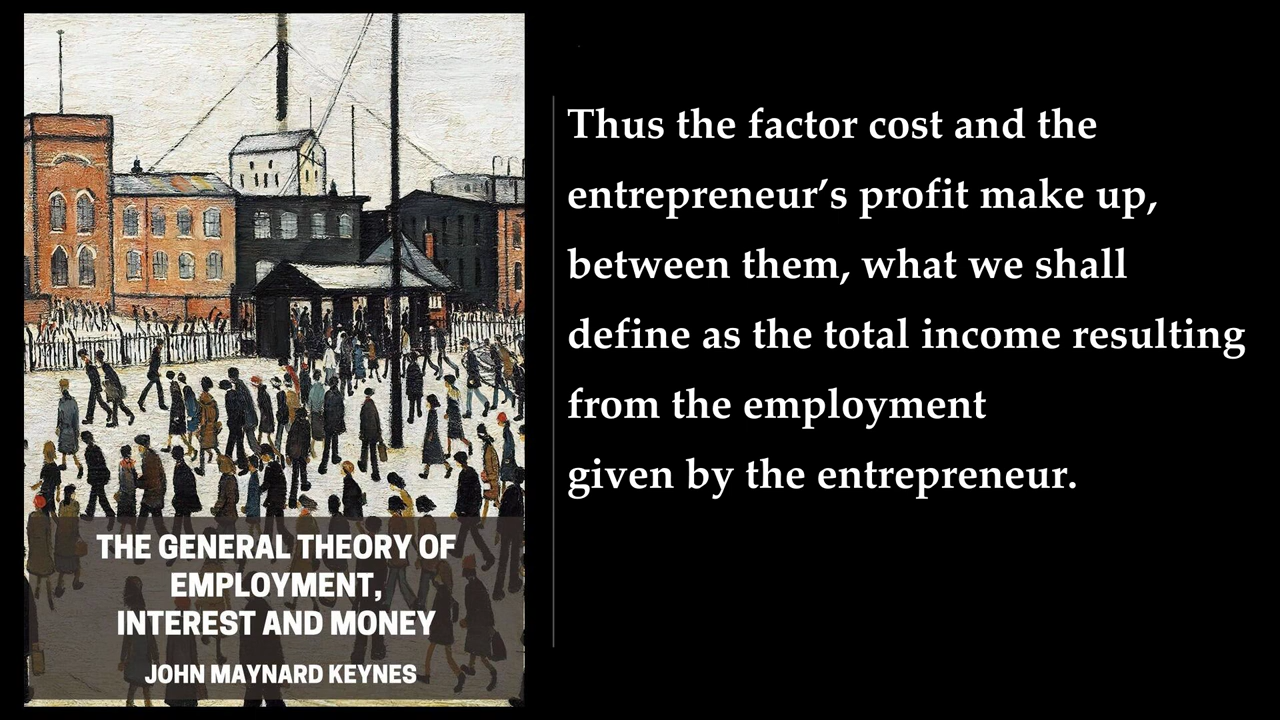 Thus the factor cost and the
entrepreneur’s profit make up,
between them, what we shall
define as the total income resulting
from the employment
given by the entrepreneur.
THE GENERAL THEORY OF
EMPLOYMENT,
INTEREST AND MONEY
JOHN MAYNARD KEYNES